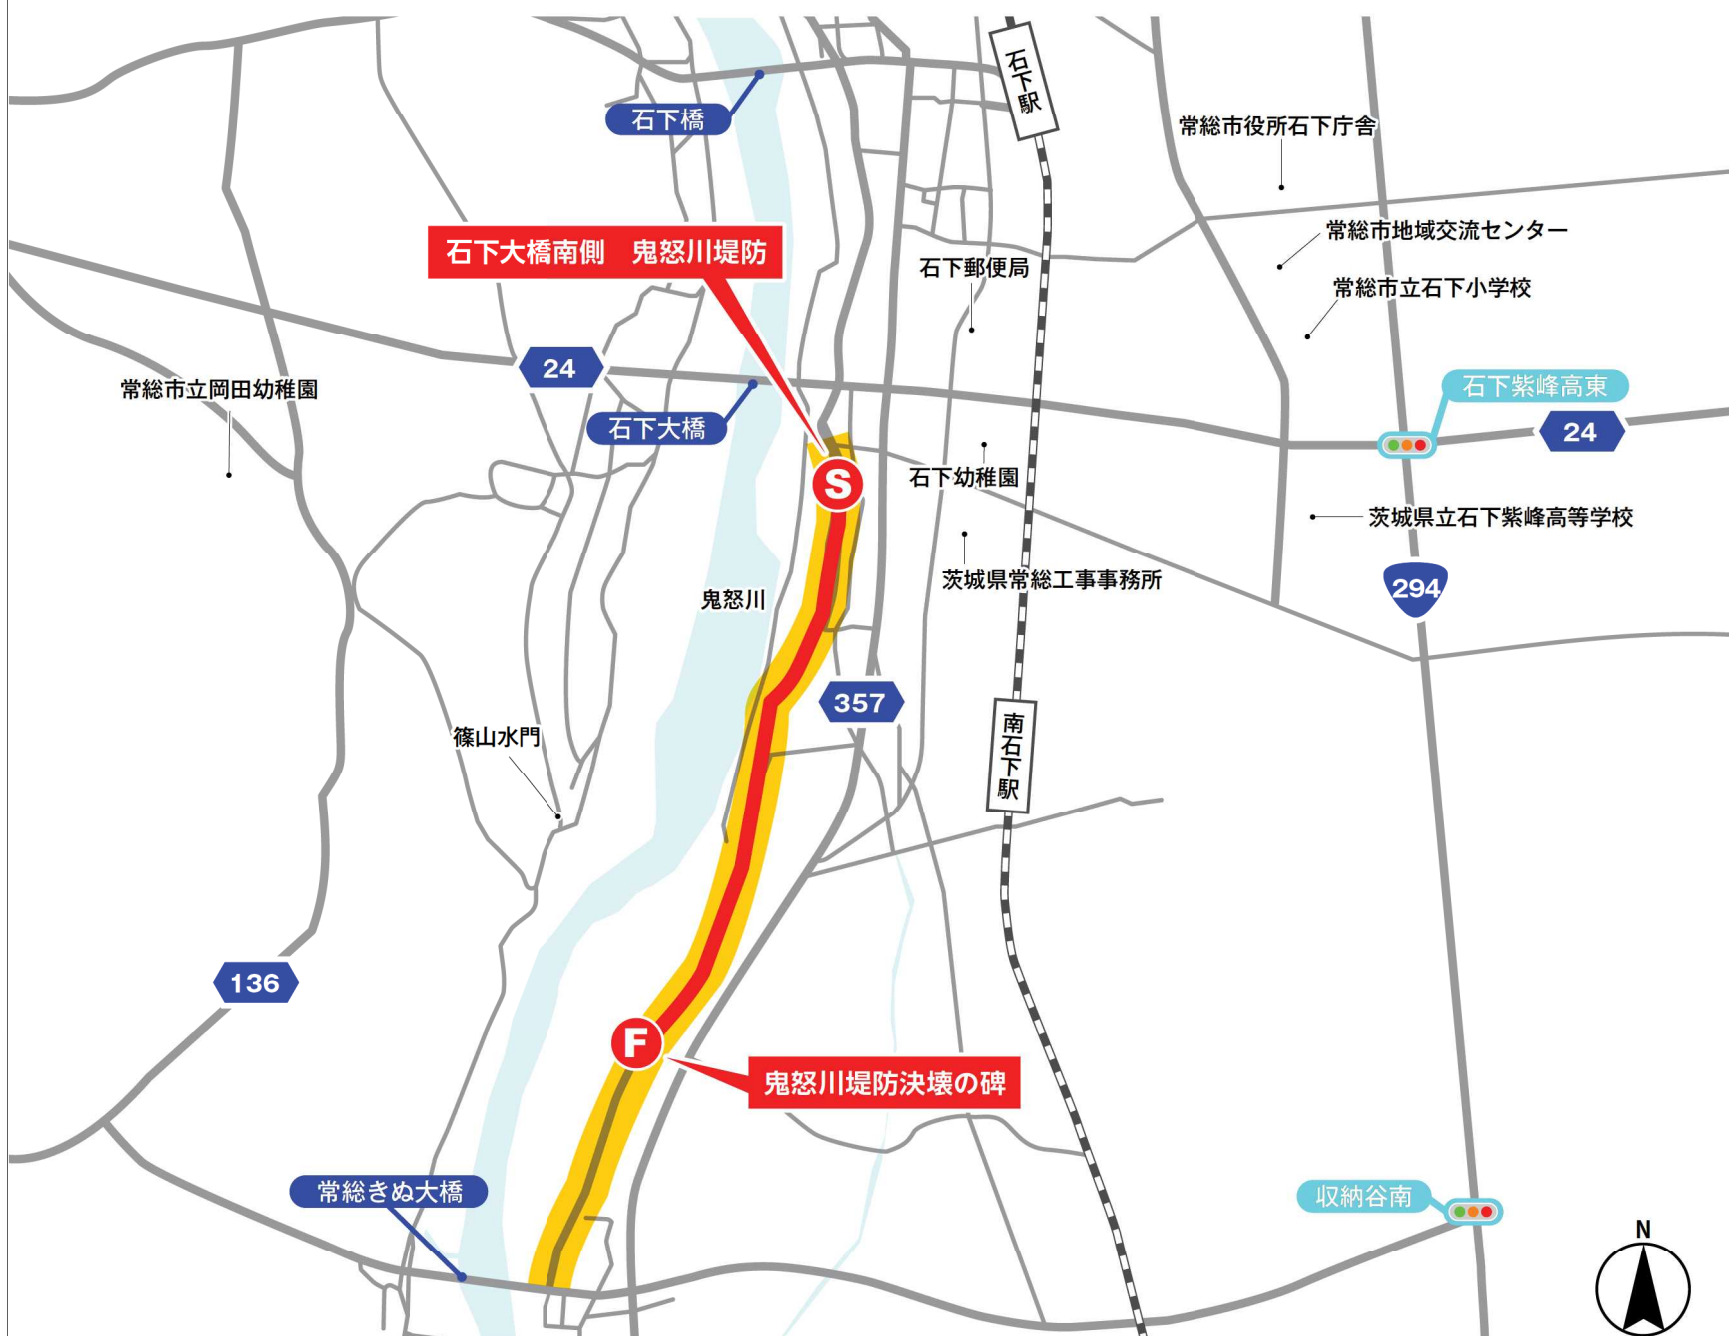 石下駅
石下橋
常総市役所石下庁舎
常総市地域交流センター
石下大橋南側　鬼怒川堤防
石下郵便局
常総市立石下小学校
24
常総市立岡田幼稚園
石下紫峰高東
石下大橋
24
S
石下幼稚園
茨城県立石下紫峰高等学校
茨城県常総工事事務所
294
鬼怒川
357
篠山水門
南石下駅
136
F
鬼怒川堤防決壊の碑
常総きぬ大橋
収納谷南
N